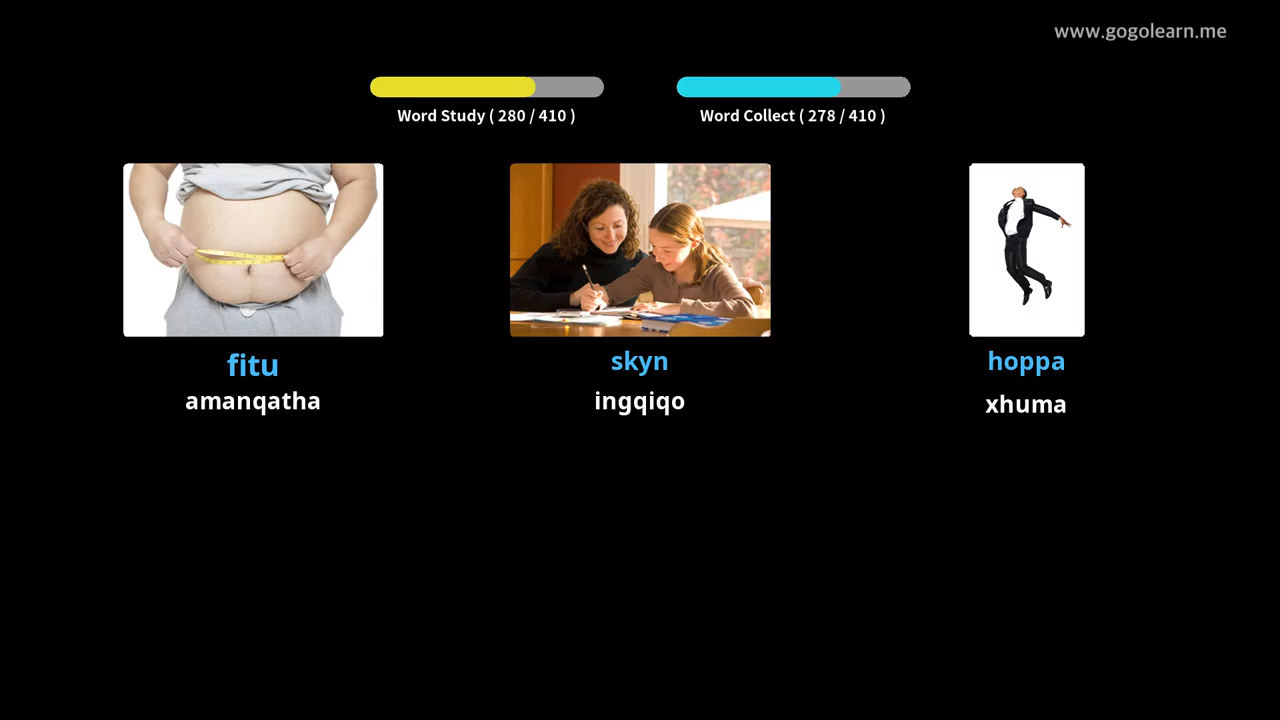 www.gogolearn.me
Word Study ( 280 / 410 )
Word Collect ( 278 / 410 )
fitu
amanqatha
skyn
ingqiqo
hoppa
xhuma